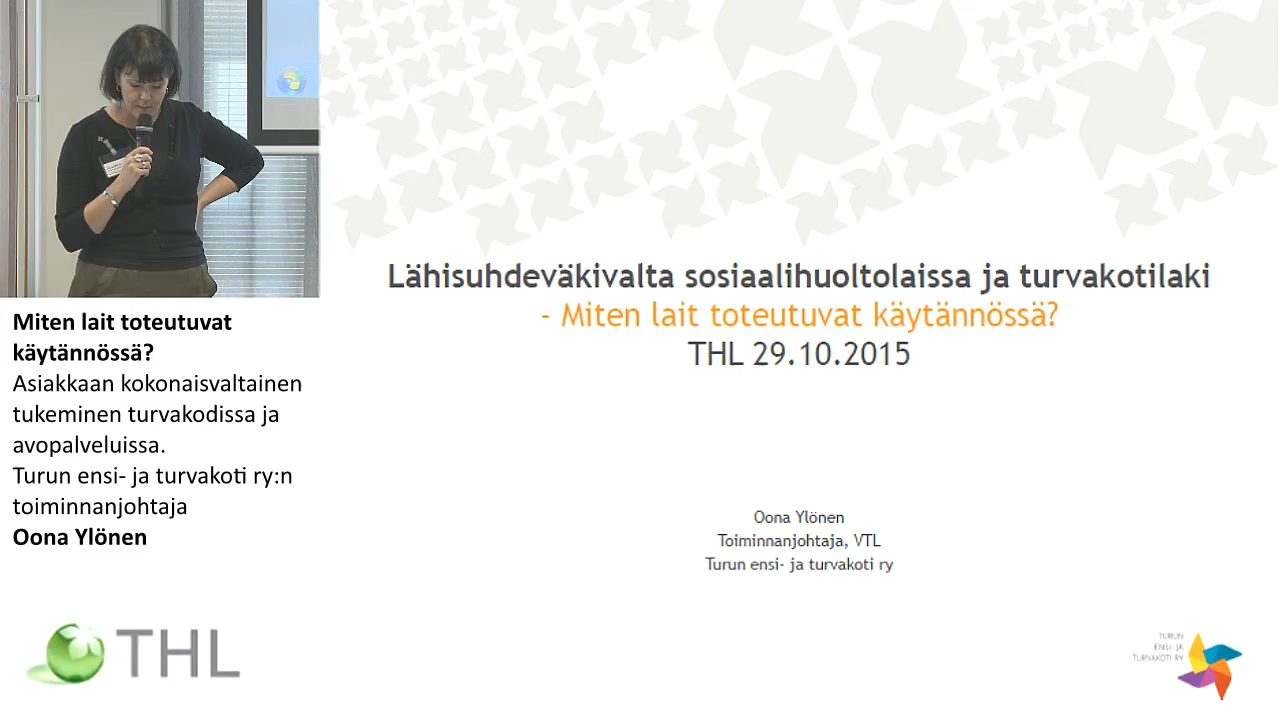 Miten lait toteutuvat
käytännössä?
Asiakkaan kokonaisvaltainen
tukeminen turvakodissa ja
avopalveluissa.
Turun ensi- ja turvakoti ry:n
toiminnanjohtaja
Oona Ylönen
THL
Lähisuhdeväkivalta sosiaalihuoltolaissa ja turvakotilaki
- Miten lait toteutuvat käytännössä?
THL 29.10.2015
Oona Ylönen
Toiminnanjohtaja, VTL
Turun ensi- ja turvakoti ry
TURUN
ENSI- JA
TURVAKOTI RY